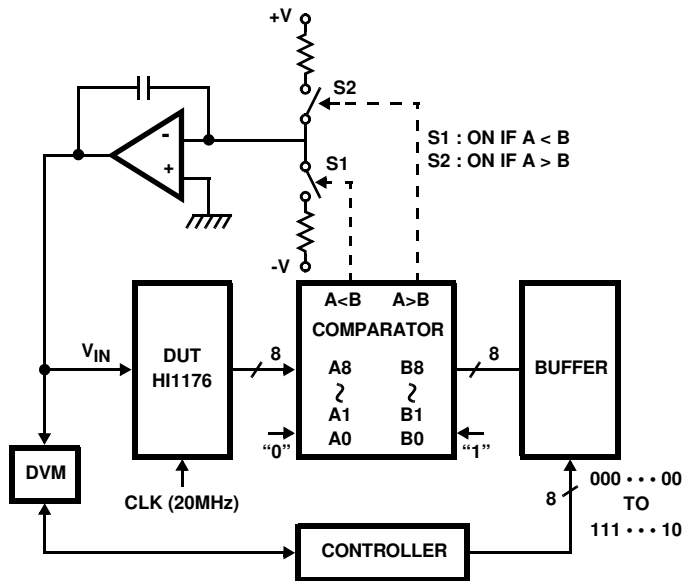 +V
S2
-
+
S1
S1 : ON IF A < B
S2 : ON IF A > B
-V
A<B A>B
COMPARATOR
A8 B8
A1 B1
A0 B0
VIN
DUT
HI1176
8
8
BUFFER
"0"
"1"
DVM
CLK (20MHz)
8
000 • • • 00
TO
111 • • • 10
CONTROLLER